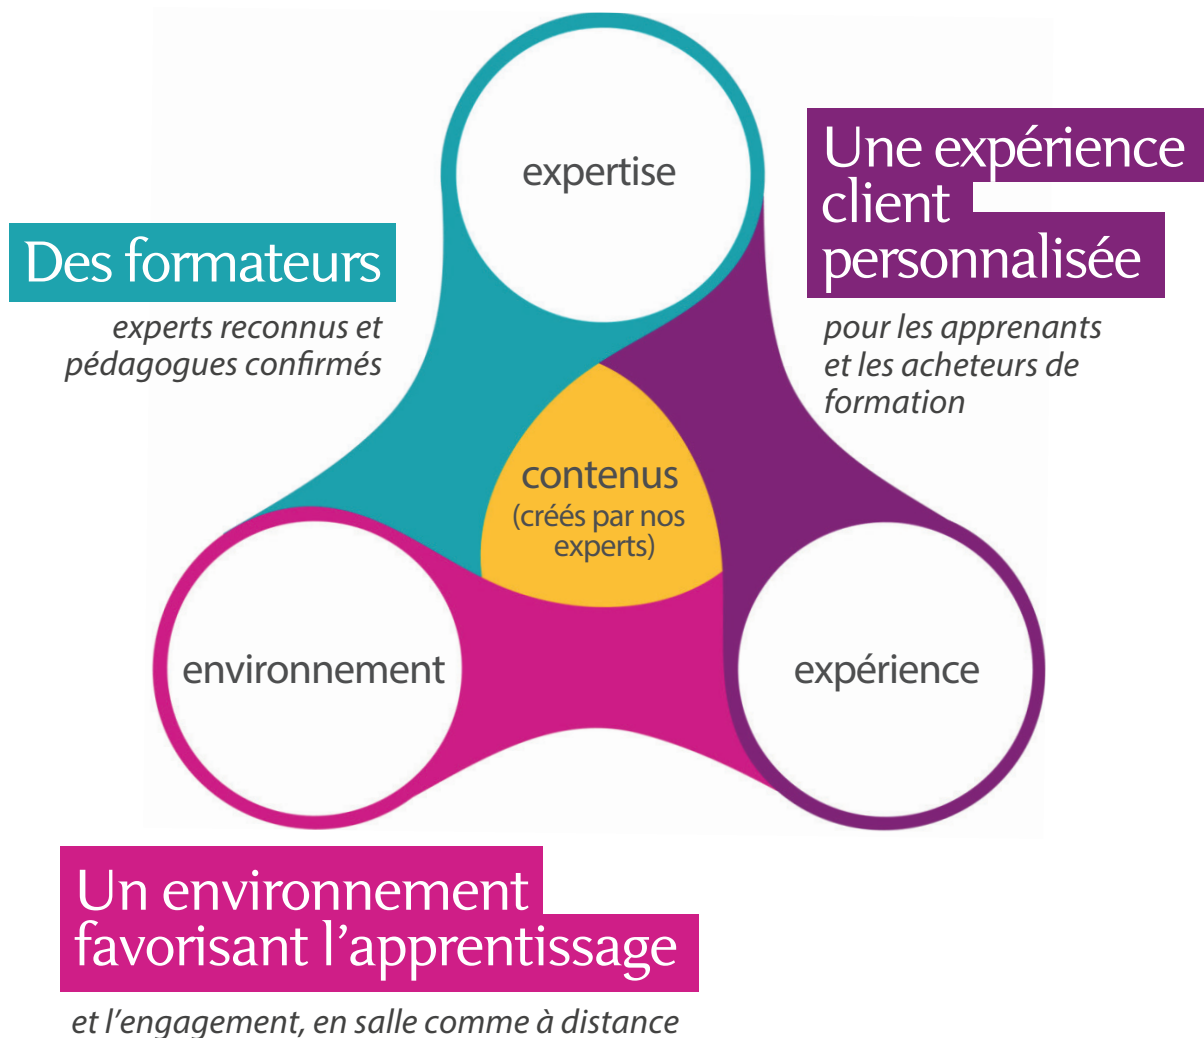 expertise
Une expérience
client
personnalisée
pour les apprenants
et les acheteurs de
formation
Des formateurs
experts reconnus et
pédagogues confirmés
contenus
(créés par nos
experts)
environnement
expérience
Un environnement
favorisant l’apprentissage
et l’engagement, en salle comme à distance